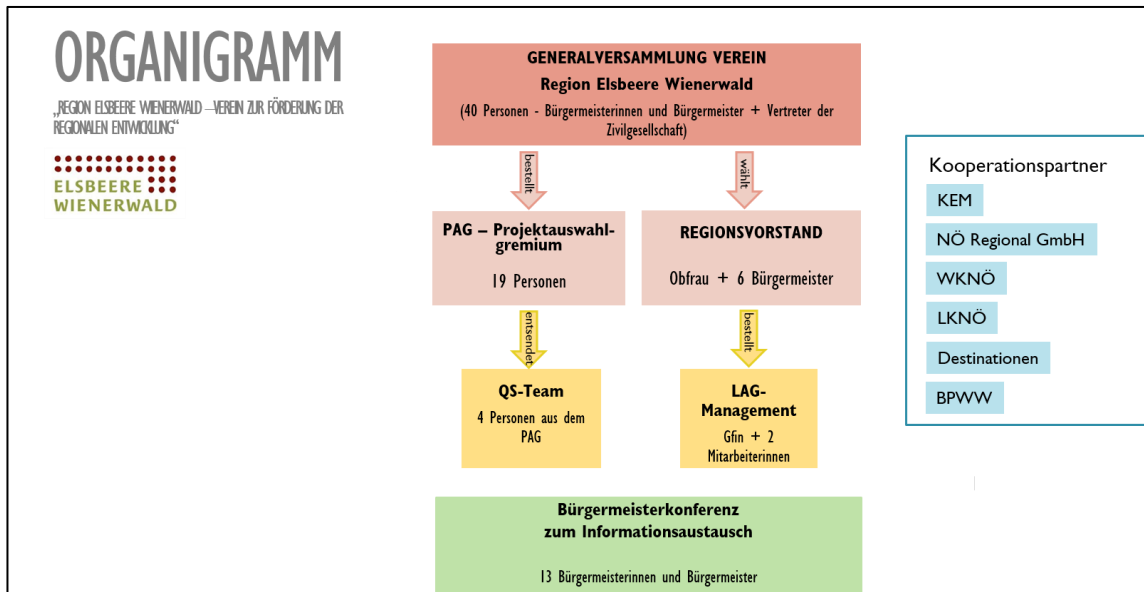 ORGANIGRAMM
„REGION ELSBEERE WIENERWALD –VEREIN ZUR FÖRDERUNG DER
REGIONALEN ENTWICKLUNG“
ELSBEERE
WIENERWALD
GENERALVERSAMMLUNG VEREIN
Region Elsbeere Wienerwald
(40 Personen - Bürgermeisterinnen und Bürgermeister + Vertreter der
Zivilgesellschaft)
bestellt
wählt
PAG – Projektauswahl-
gremium
19 Personen
REGIONSVORSTAND
Obfrau + 6 Bürgermeister
entsendet
bestellt
QS-Team
4 Personen aus dem
PAG
LAG-
Management
Gfin + 2
Mitarbeiterinnen
Bürgermeisterkonferenz
zum Informationsaustausch
13 Bürgermeisterinnen und Bürgermeister
Kooperationspartner
KEM
NÖ Regional GmbH
WKNÖ
LKNÖ
Destinationen
BPWW